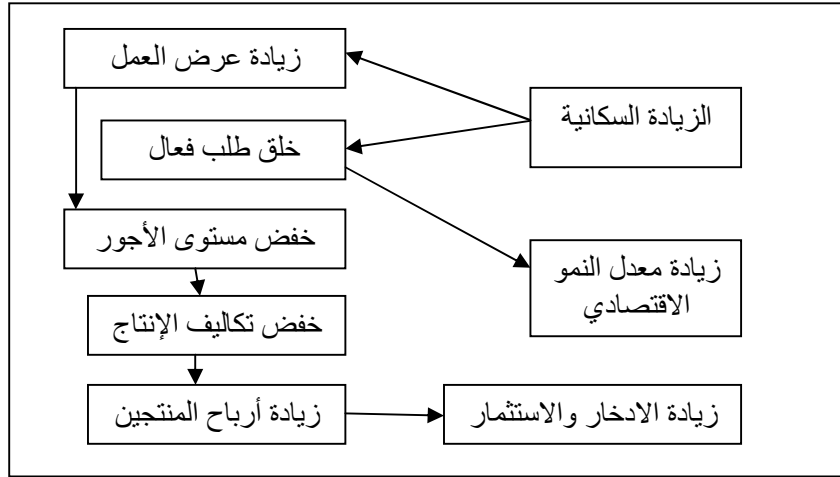 زيادة عرض العمل
الزيادة السكانية
خلق طلب فعال
خفض مستوى الأجور
زيادة معدل النمو
الاقتصادي
خفض تكاليف الإنتاج
زيادة أرباح المنتجين
زيادة الادخار والاستثمار